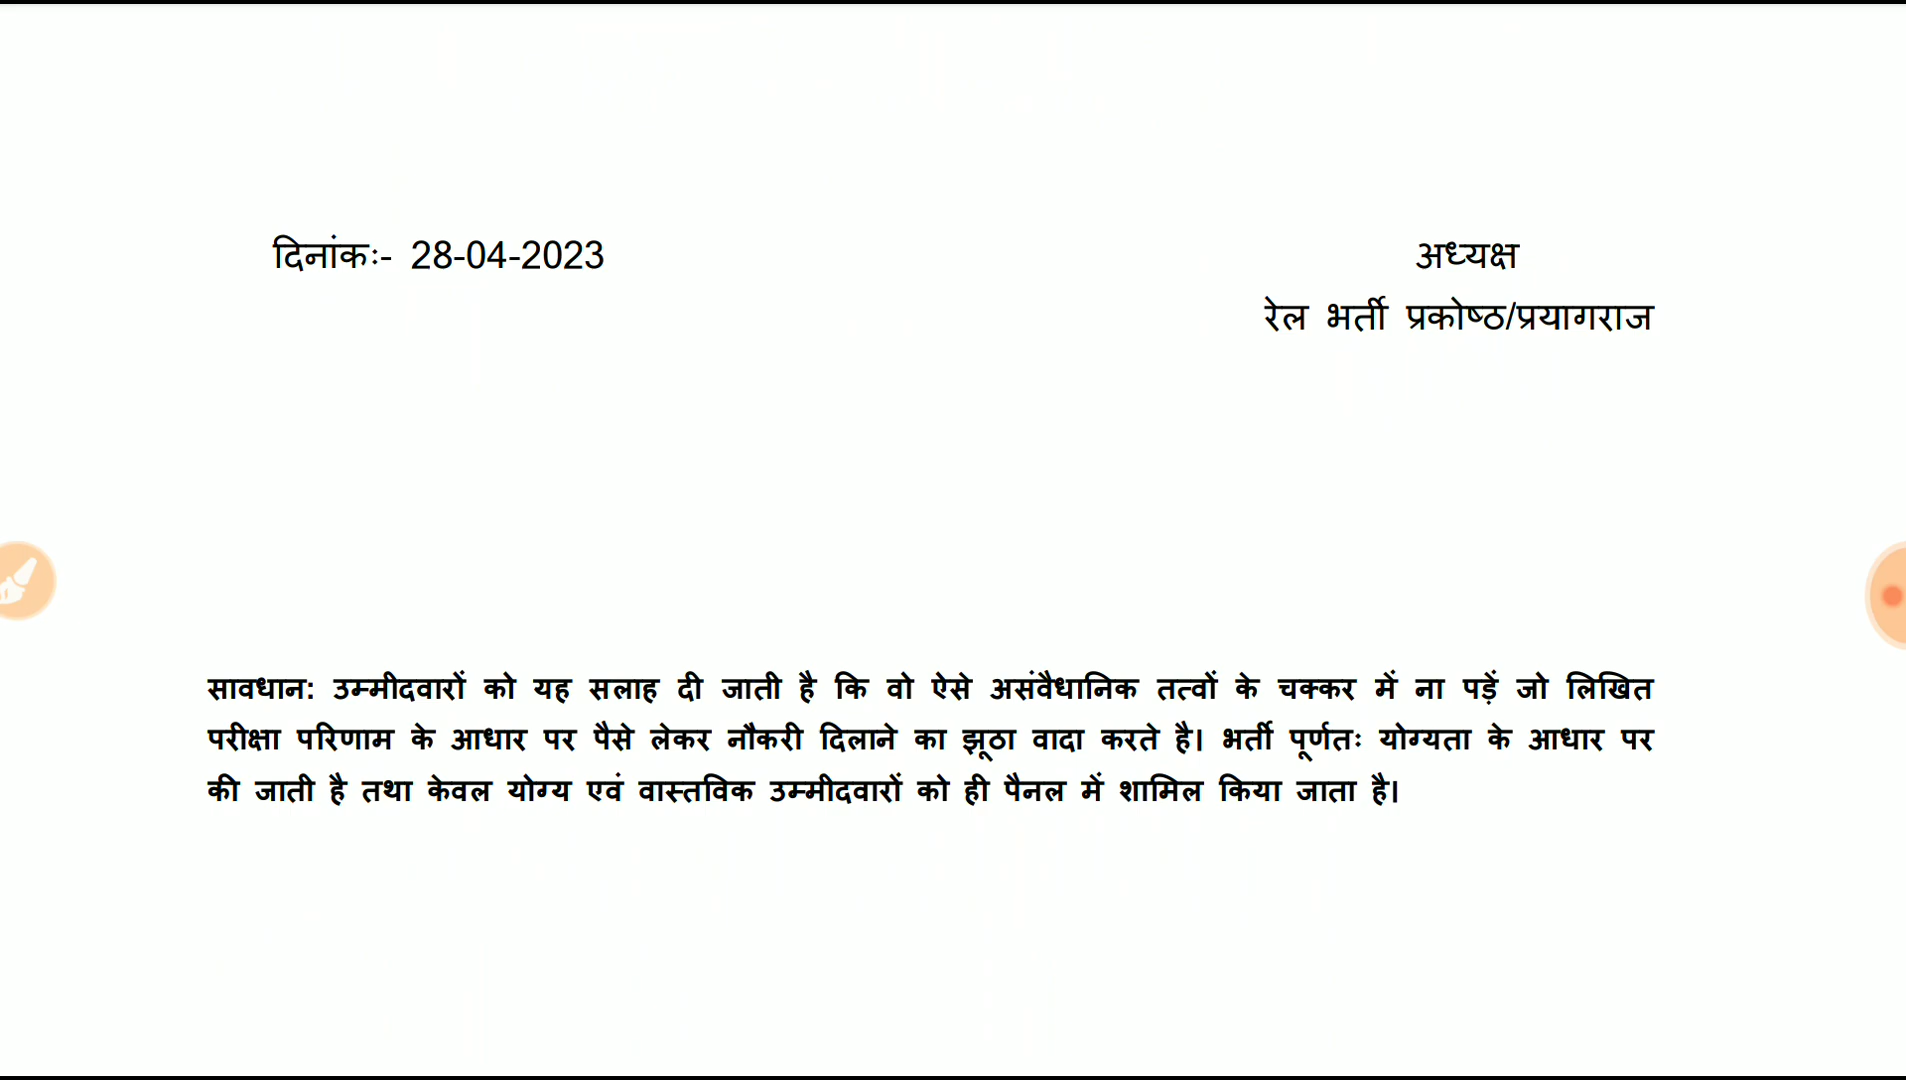 दिनांकः- 28-04-2023 अध्यक्ष
रेल भर्ती प्रकोष्ठ/प्रयागराज
सावधान: उम्मीदवारों को यह सलाह दी जाती है कि वो ऐसे असंवैधानिक तत्वों के चक्कर में ना पड़ें जो लिखित
परीक्षा परिणाम के आधार पर पैसे लेकर नौकरी दिलाने का झूठा वादा करते है। भर्ती पूर्णतः योग्यता के आधार पर
की जाती है तथा केवल योग्य एवं वास्तविक उम्मीदवारों को ही पैनल में शामिल किया जाता है।